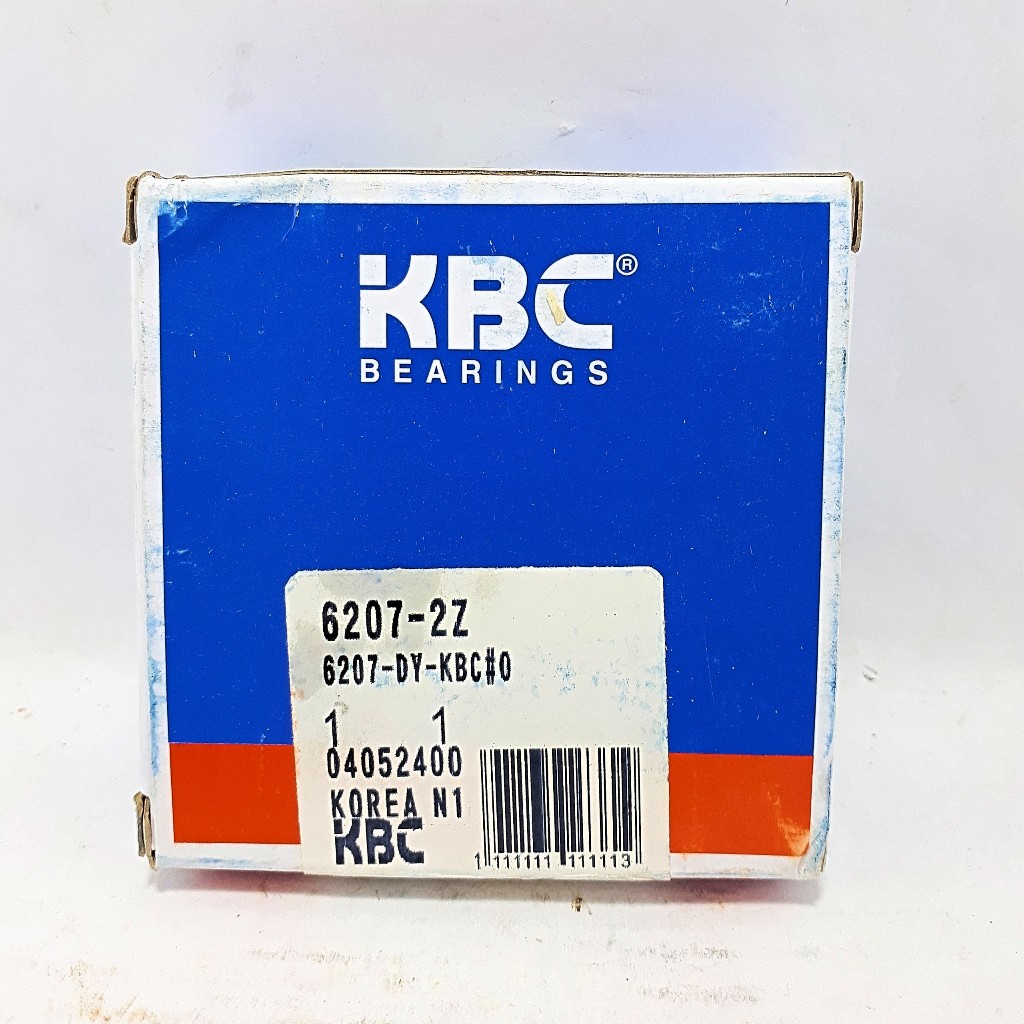 KBC®
BEARINGS
6207-2Z
6207-DY-KBC#0
1 1
04052400
KOREA N1
KBC
1 111111 111113